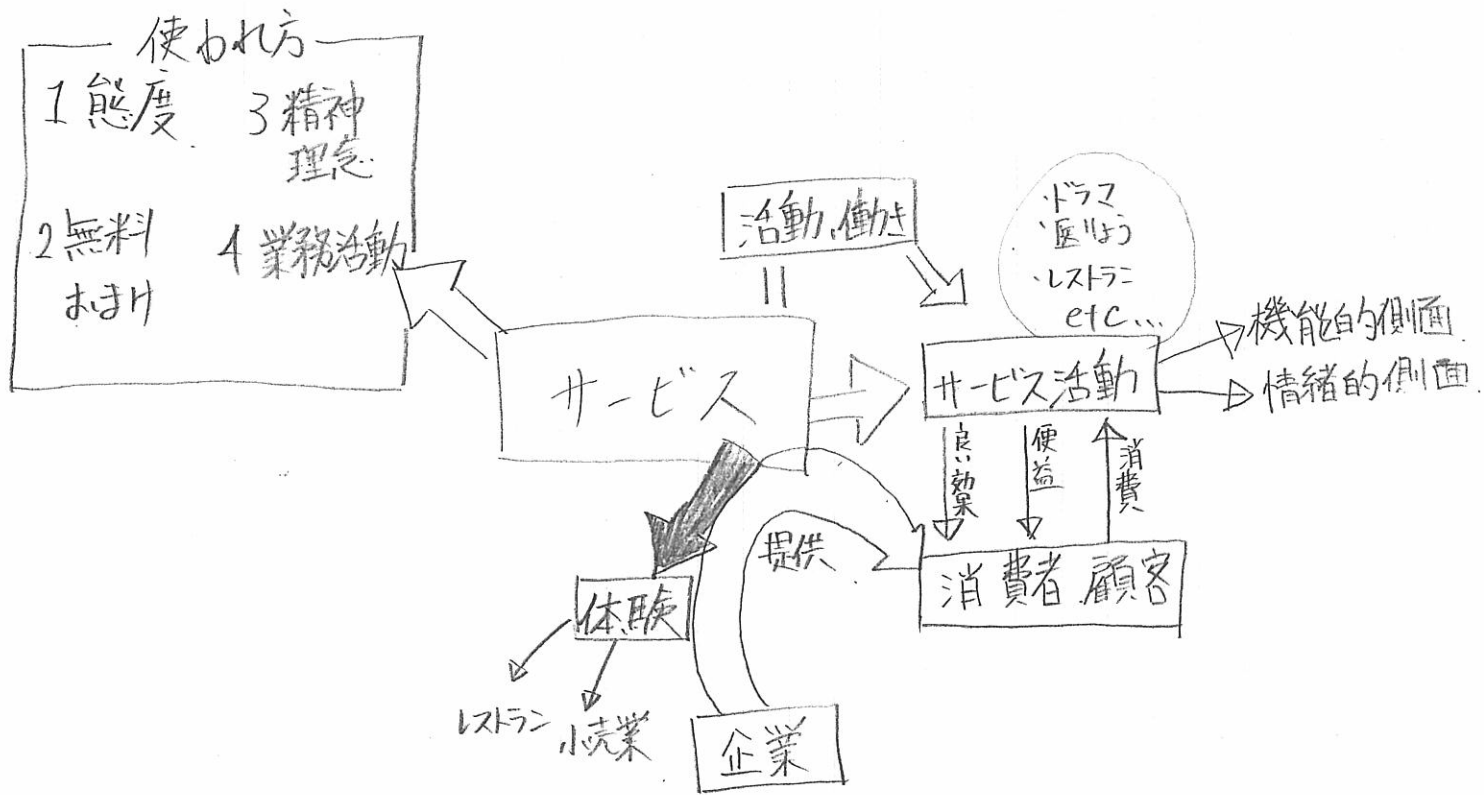 使われ方
1 態度
3 精神
理念
2 無料
おまけ
4 業務活動
活動、働き
・ドラマ
・医りょう
・レストラン
etc...
サービス
サービス活動
機能的側面
情緒的側面
良い効果
便益
消費
提供
消費者 顧客
体験
レストラン
小売業
企業